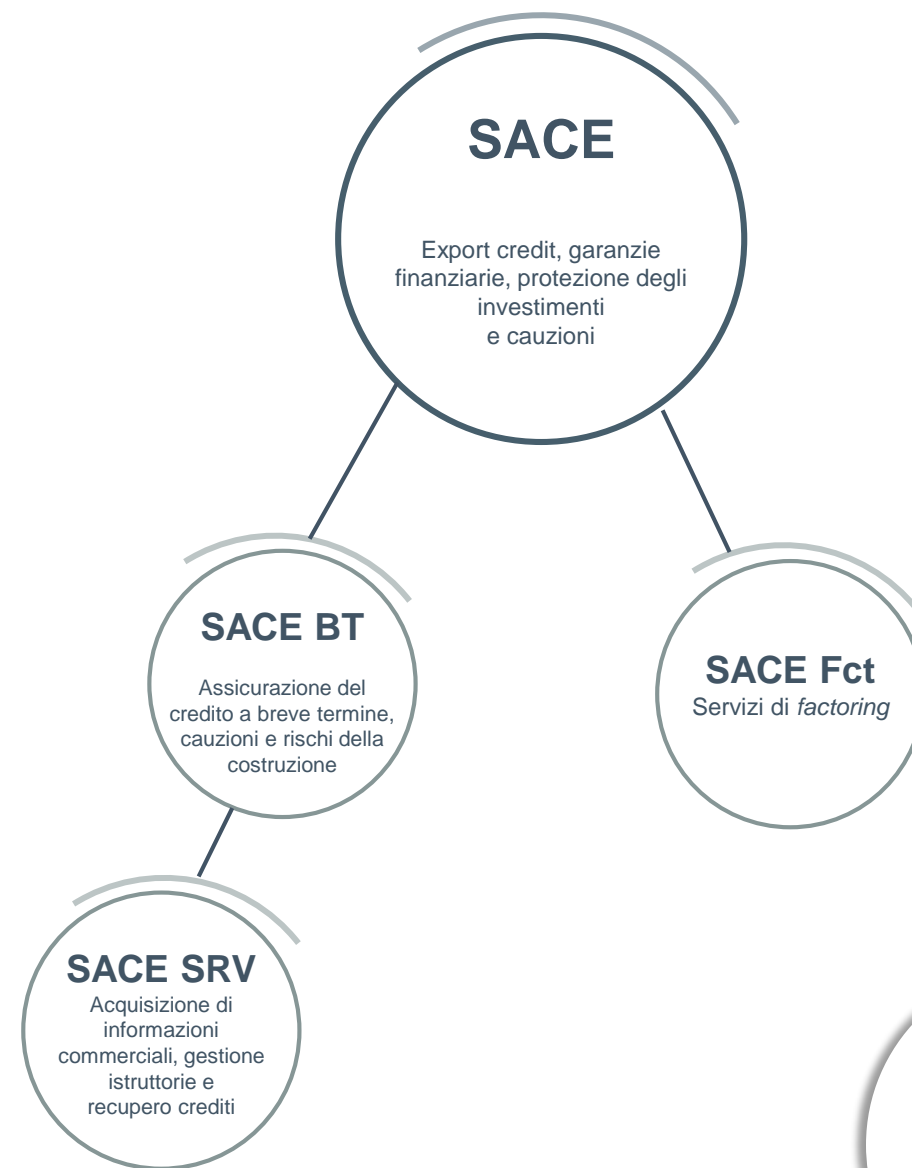 SACE
Export credit, garanzie
finanziarie, protezione degli
investimenti
e cauzioni
SACE BT
Assicurazione del
credito a breve termine,
cauzioni e rischi della
costruzione
SACE Fct
Servizi di factoring
SACE SRV
Acquisizione di
informazioni
commerciali, gestione
istruttorie e
recupero crediti